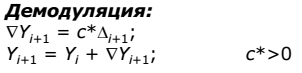 Демодуляция:
∇Y_{i+1} = c*Δ_{i+1};
Y_{i+1} = Y_i + ∇Y_{i+1}; c*>0